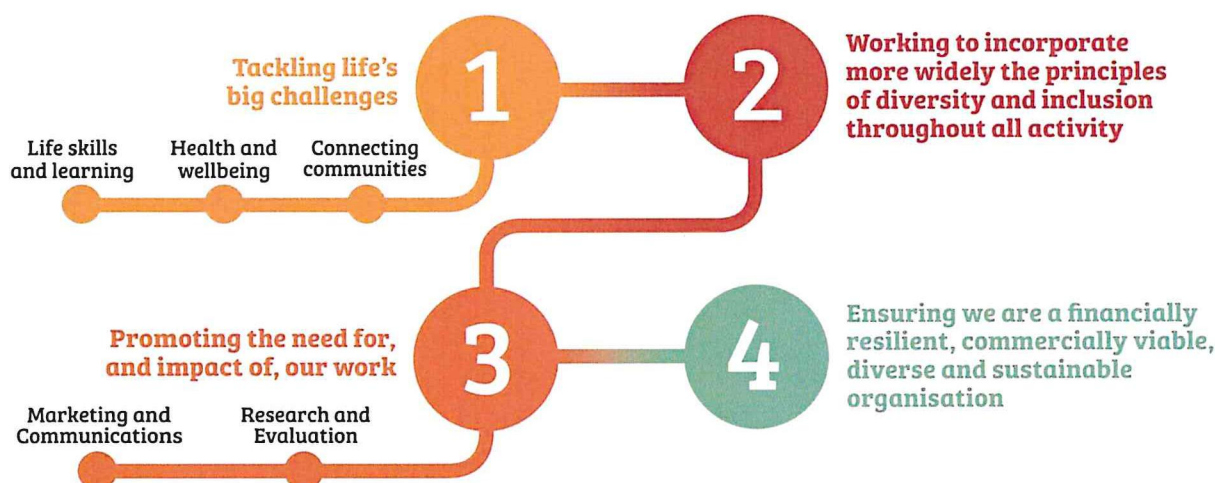 Tackling life's
big challenges
1
Life skills
and learning
Health and
wellbeing
Connecting
communities
2
Working to incorporate
more widely the principles
of diversity and inclusion
throughout all activity
Promoting the need for,
and impact of, our work
3
Marketing and
Communications
Research and
Evaluation
4
Ensuring we are a financially
resilient, commercially viable,
diverse and sustainable
organisation